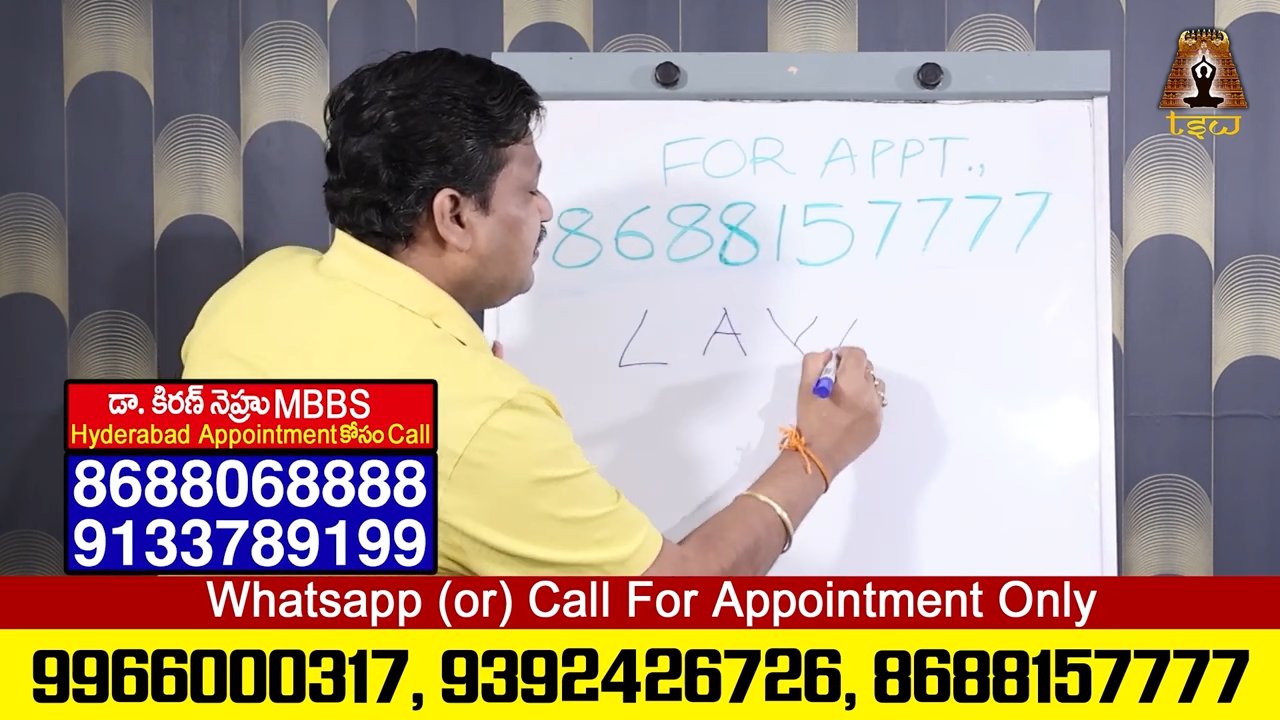 FOR APPT.,
8688157777
L A Y
tsw
డా. కిరణ్ నెహ్రు MBBS
Hyderabad Appointment కోసం Call
8688068888
9133789199
Whatsapp (or) Call For Appointment Only
9966000317, 9392426726, 8688157777